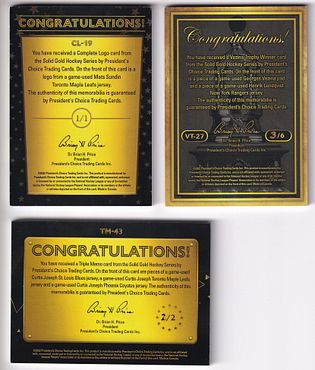 CONGRATULATIONS!
CL-19
You have received a Complete Logo card from
the Solid Gold Hockey Series by President's
Choice Trading Cards. On the front of this card is a
logo from a game-used Mats Sundin
Toronto Maple Leafs jersey.
The authenticity of this memorabilia is guaranteed
by President's Choice Trading Cards.
1/1
Dr. Brian H. Price
President
President's Choice Trading Cards
Congratulations!
You have received a Vezina Trophy Winner card
from the Solid Gold Hockey Series by
President's Choice Trading Cards. On the front of
this card is a piece of a game-used Georges Vezina pad
and a piece of a game-used Henrik Lundqvist
New York Rangers jersey.
The authenticity of this memorabilia is guaranteed
by President's Choice Trading Cards.
VT-27
3/6
Dr. Brian H. Price
President
President's Choice Trading Cards
TM-43
CONGRATULATIONS!
You have received a Triple Memo card from the Solid Gold Hockey Series by
President's Choice Trading Cards. On the front of this card are pieces of a game-used
Curtis Joseph St. Louis Blues jersey, a game-used Curtis Joseph Toronto Maple Leafs
jersey and a game-used Curtis Joseph Phoenix Coyotes jersey. The authenticity of this
memorabilia is guaranteed by President's Choice Trading Cards.
Dr. Brian H. Price
President
President's Choice Trading Cards
2/2